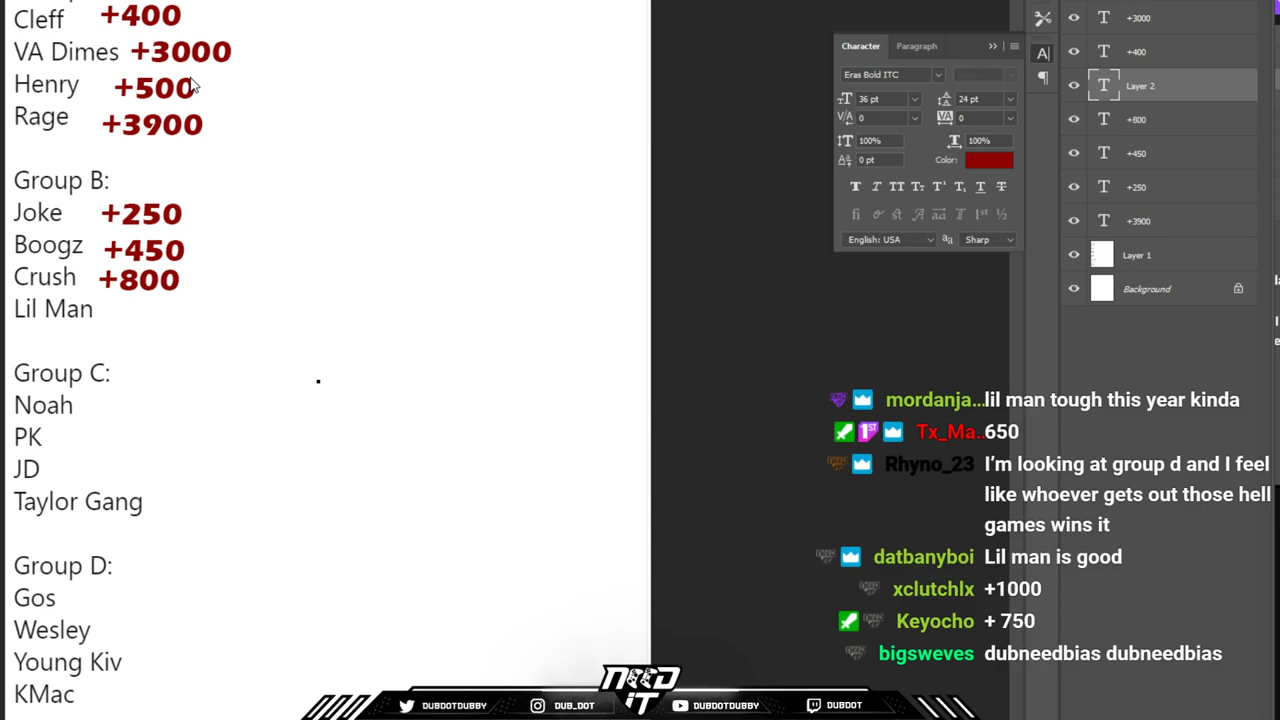 Cleff +400
VA Dimes +3000
Henry +500
Rage +3900
Group B:
Joke +250
Boogz +450
Crush +800
Lil Man
Group C:
Noah
PK
JD
Taylor Gang
Group D:
Gos
Wesley
Young Kiv
KMac
Character Paragraph
Eras Bold ITC
36 pt 24 pt
0 0
100% 100%
0 pt Color:
English: USA Sharp
+3000
+400
Layer 2
+800
+450
+250
+3900
Layer 1
Background
mordanja... lil man tough this year kinda
Tx_Ma.. 650
Rhyno_23 I’m looking at group d and I feel
like whoever gets out those hell
games wins it
datbanyboi Lil man is good
xclutchlx +1000
Keyocho + 750
bigsweves dubneedbias dubneedbias
NEED
IT
DUBDOTDUBBY DUB_DOT DUBDOTDUBBY DUBDOT